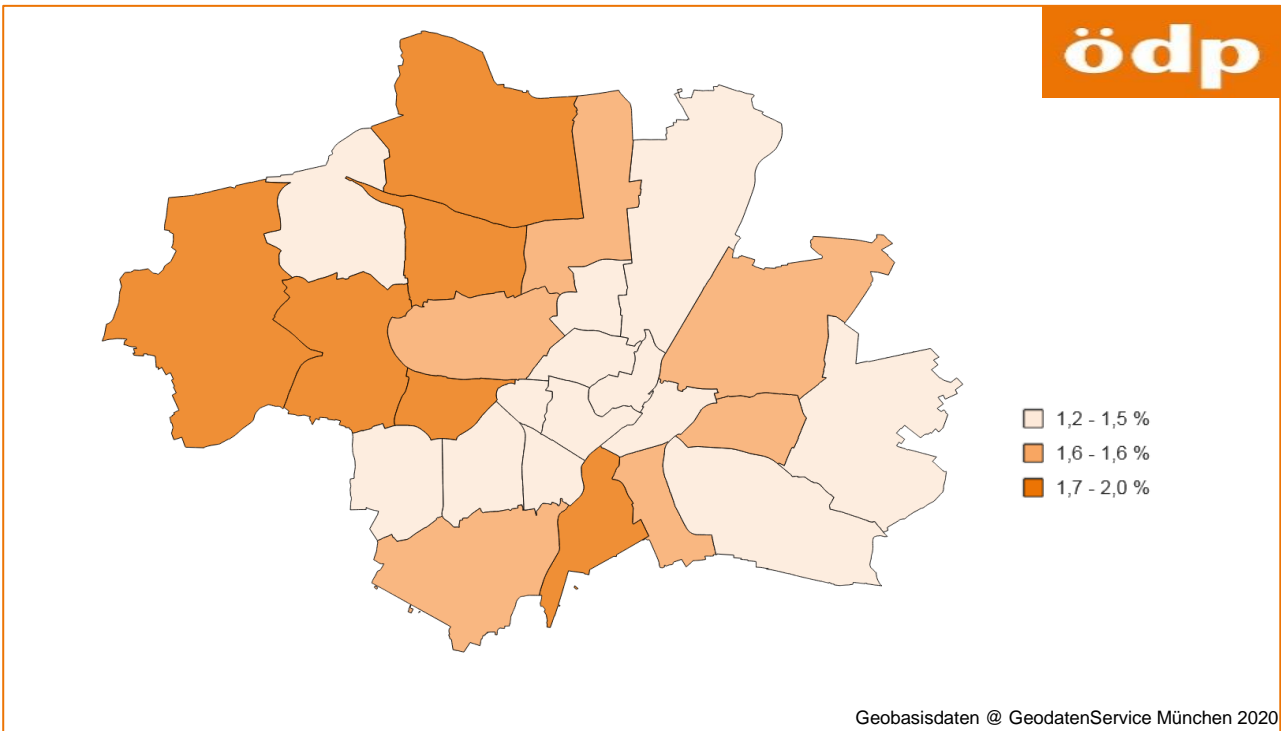 ödp
1,2 - 1,5 %
1,6 - 1,6 %
1,7 - 2,0 %
Geobasisdaten @ GeodatenService München 2020